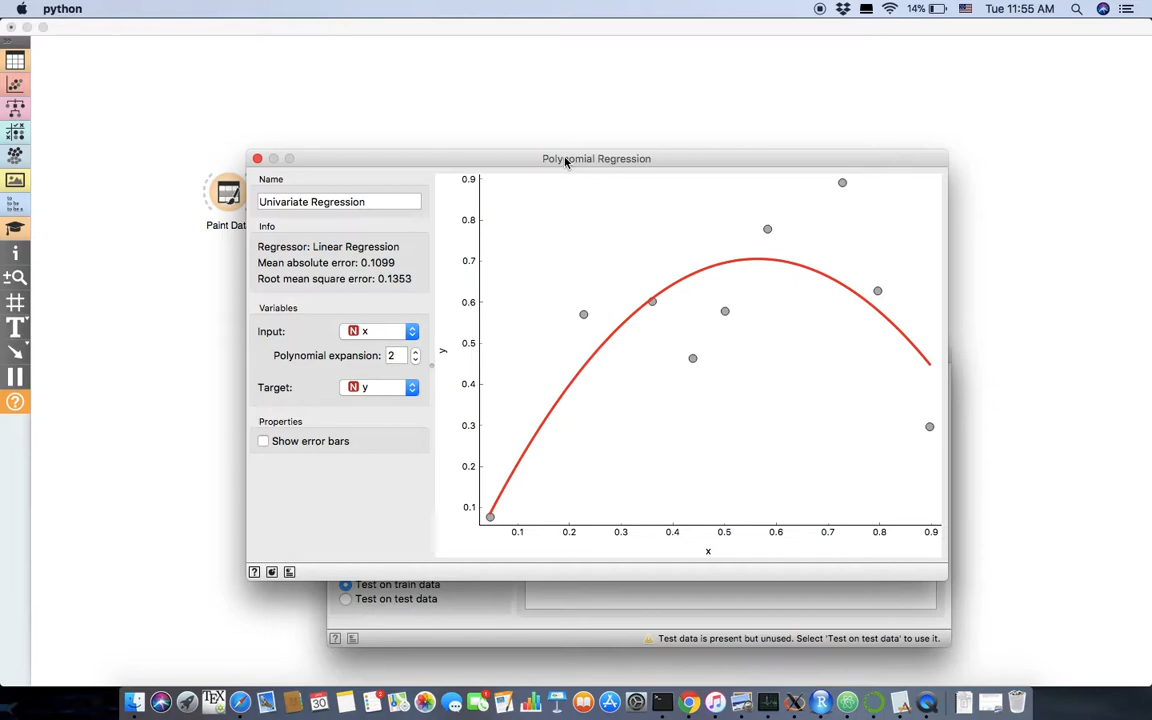 python
14%
Tue 11:55 AM
Polynomial Regression
Name
Univariate Regression
Paint Dat
Info
Regressor: Linear Regression
Mean absolute error: 0.1099
Root mean square error: 0.1353
Variables
Input:
N x
Polynomial expansion: 2
Target:
N y
Properties
Show error bars
0.9
0.8
0.7
0.6
0.5
0.4
0.3
0.2
0.1
y
0.1 0.2 0.3 0.4 0.5 0.6 0.7 0.8 0.9
x
Test on train data
Test on test data
Test data is present but unused. Select 'Test on test data' to use it.